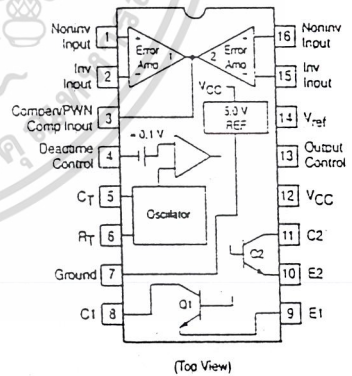 Noninv
Input
1
Inv
Input
2
Compen/PWN
Comp Input
3
Deadtime
Control
4
CT
5
RT
6
Ground
7
C1
8
Error
Amp
1
2
Error
Amp
VCC
5.0 V
REF
≈ 0.1 V
Oscillator
Q1
Q2
16
Noninv
Input
15
Inv
Input
14
Vref
13
Output
Control
12
VCC
11
C2
10
E2
9
E1
(Top View)